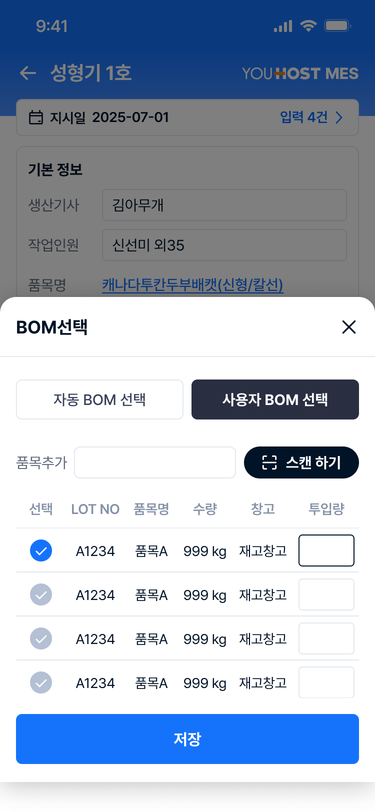 9:41
성형기 1호 YOUHOST MES
지시일 2025-07-01 입력 4건
기본 정보
생산기사 김아무개
작업인원 신선미 외35
품목명 캐나다투칸두부배캣(신형/칼선)
BOM선택
자동 BOM 선택 사용자 BOM 선택
품목추가 스캔 하기
선택 LOT NO 품목명 수량 창고 투입량
A1234 품목A 999 kg 재고창고
A1234 품목A 999 kg 재고창고
A1234 품목A 999 kg 재고창고
A1234 품목A 999 kg 재고창고
저장